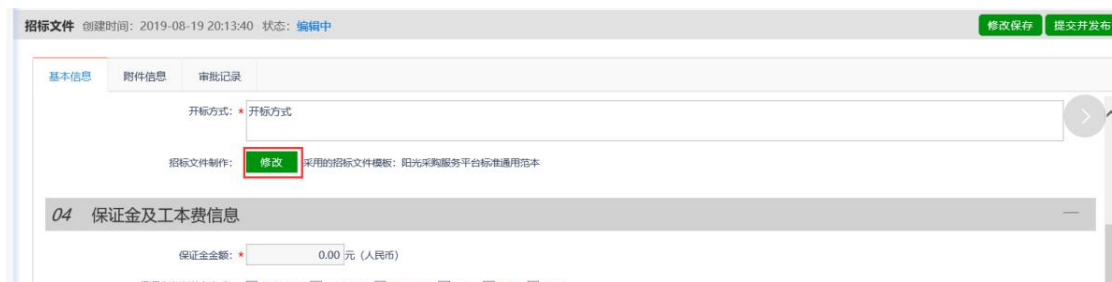 招标文件 创建时间：2019-08-19 20:13:40 状态：编辑中 修改保存 提交并发布
基本信息 附件信息 审批记录
开标方式：* 开标方式
招标文件制作： 修改 采用的招标文件模板：阳光采购服务平台标准通用范本
04 保证金及工本费信息
保证金金额：* 0.00 元（人民币）